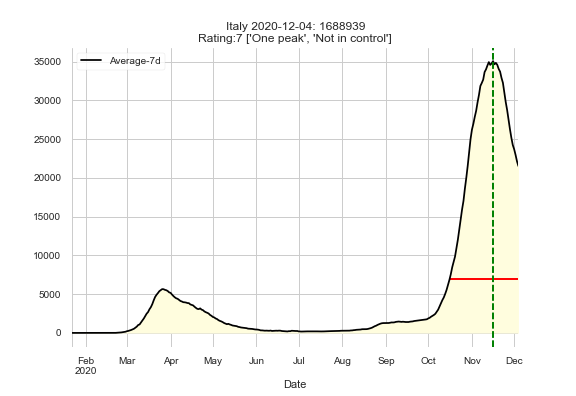 Italy 2020-12-04: 1688939
Rating:7 ['One peak', 'Not in control']
Average-7d
35000
30000
25000
20000
15000
10000
5000
0
Feb Mar Apr May Jun Jul Aug Sep Oct Nov Dec
2020
Date